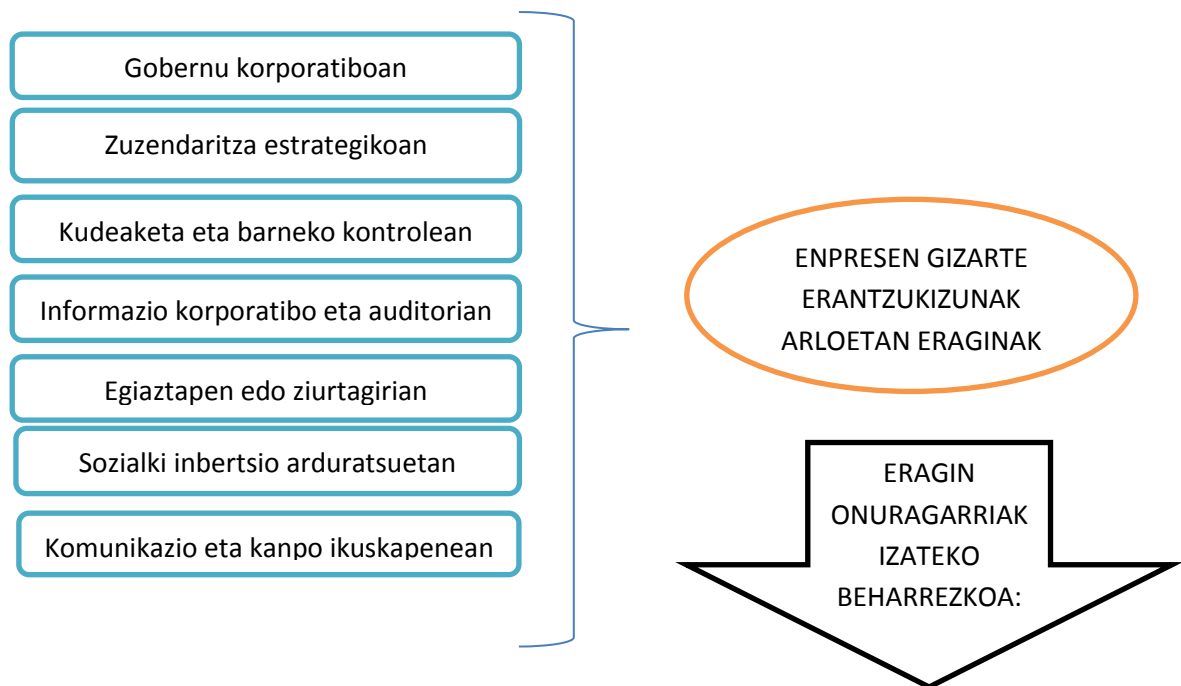 Gobernu korporatiboan
Zuzendaritza estrategikoan
Kudeaketa eta barneko kontrolean
Informazio korporatibo eta auditorian
Egiaztapen edo ziurtagirian
Sozialki inbertsio arduratsuetan
Komunikazio eta kanpo ikuskapenean
ENPRESEN GIZARTE
ERANTZUKIZUNAK
ARLOETAN ERAGINAK
ERAGIN
ONURAGARRIAK
IZATEKO
BEHARREZKOA: